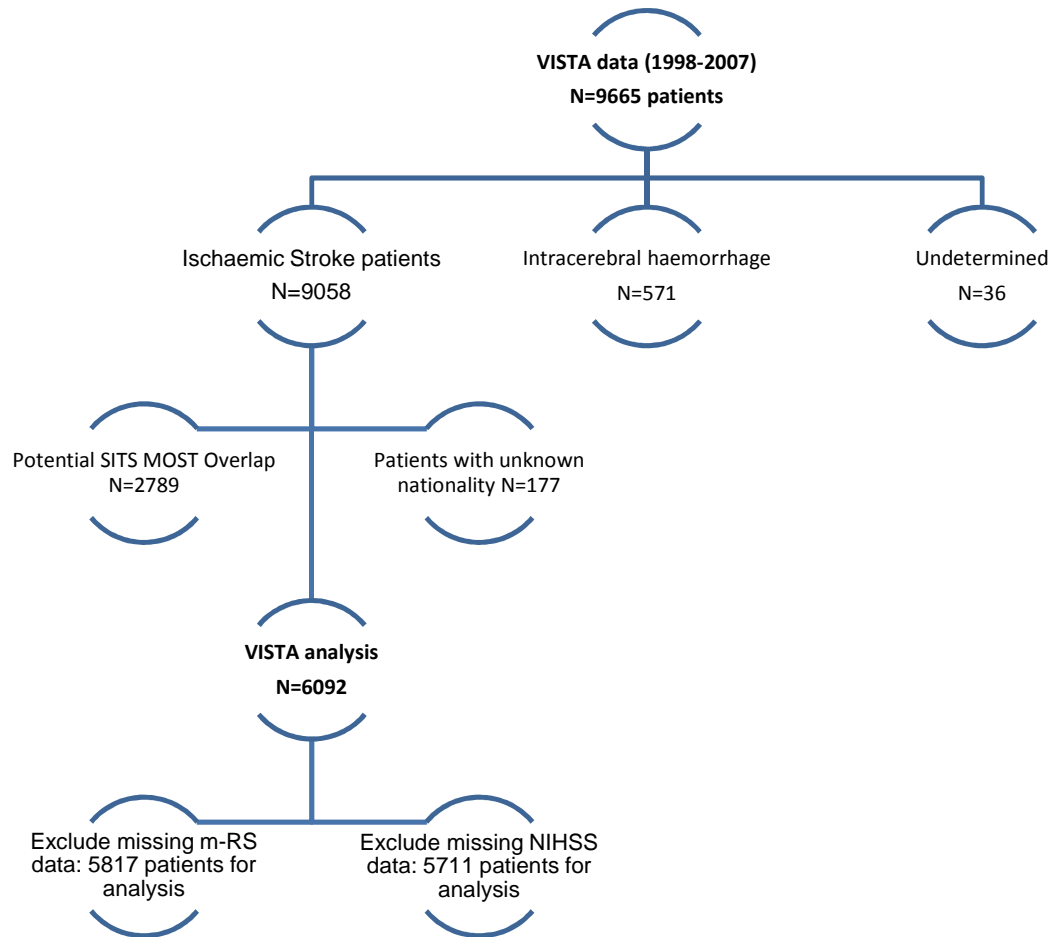 VISTA data (1998-2007)
N=9665 patients
Ischaemic Stroke patients
N=9058
Intracerebral haemorrhage
N=571
Undetermined
N=36
Potential SITS MOST Overlap
N=2789
Patients with unknown
nationality N=177
VISTA analysis
N=6092
Exclude missing m-RS
data: 5817 patients for
analysis
Exclude missing NIHSS
data: 5711 patients for
analysis